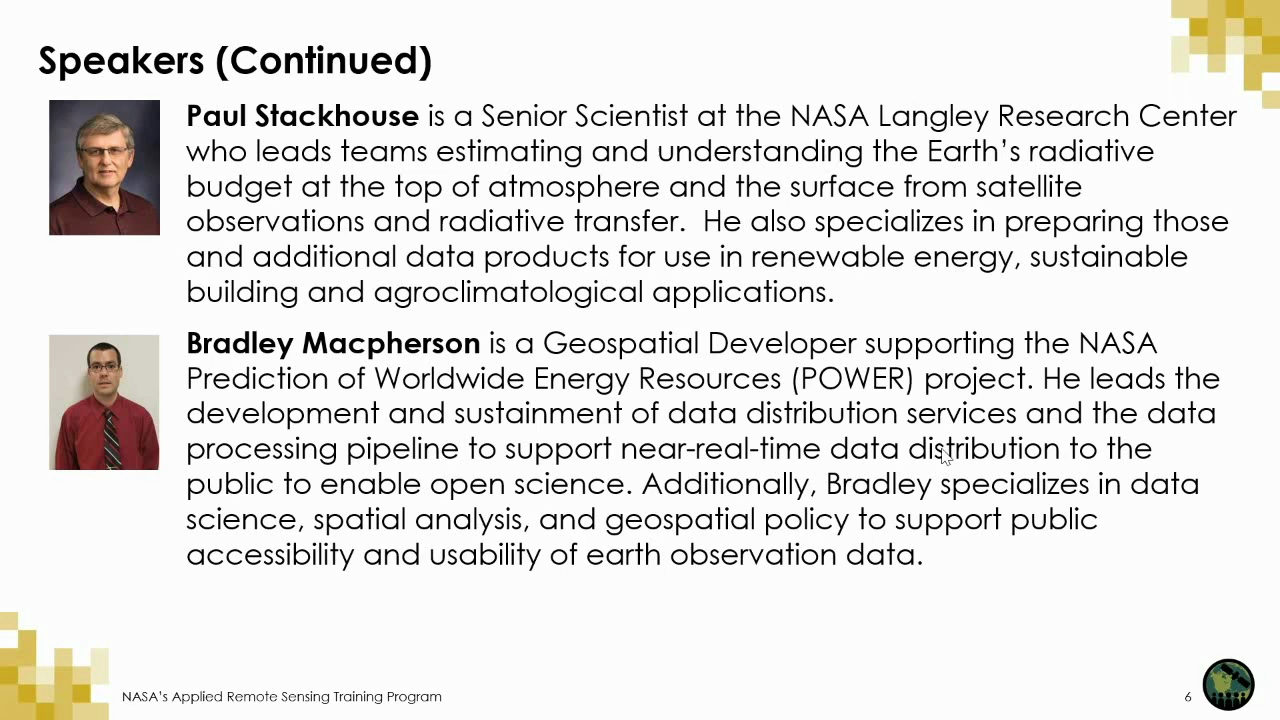 Speakers (Continued)
Paul Stackhouse is a Senior Scientist at the NASA Langley Research Center
who leads teams estimating and understanding the Earth’s radiative
budget at the top of atmosphere and the surface from satellite
observations and radiative transfer.  He also specializes in preparing those
and additional data products for use in renewable energy, sustainable
building and agroclimatological applications.
Bradley Macpherson is a Geospatial Developer supporting the NASA
Prediction of Worldwide Energy Resources (POWER) project. He leads the
development and sustainment of data distribution services and the data
processing pipeline to support near-real-time data distribution to the
public to enable open science. Additionally, Bradley specializes in data
science, spatial analysis, and geospatial policy to support public
accessibility and usability of earth observation data.
NASA’s Applied Remote Sensing Training Program
6